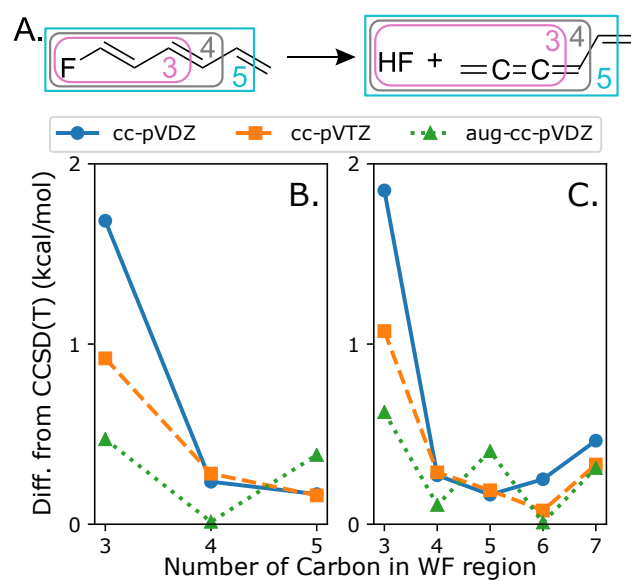 A.
F 3 4 5
HF + C C 3 4 5
cc-pVDZ cc-pVTZ aug-cc-pVDZ
Diff. from CCSD(T) (kcal/mol)
B.
2
1
0
3 4 5
C.
2
1
0
3 4 5 6 7
Number of Carbon in WF region